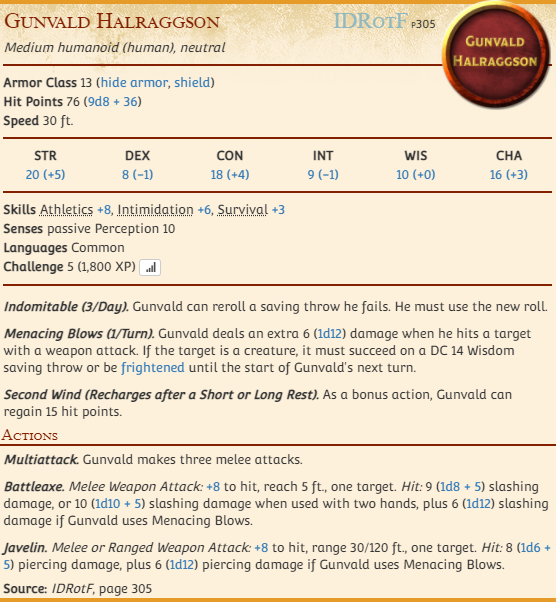 Gunvald Halraggson
IDRotF p305
Gunvald
Halraggson
Medium humanoid (human), neutral
Armor Class 13 (hide armor, shield)
Hit Points 76 (9d8 + 36)
Speed 30 ft.
STR DEX CON INT WIS CHA
20 (+5) 8 (−1) 18 (+4) 9 (−1) 10 (+0) 16 (+3)
Skills Athletics +8, Intimidation +6, Survival +3
Senses passive Perception 10
Languages Common
Challenge 5 (1,800 XP)
Indomitable (3/Day). Gunvald can reroll a saving throw he fails. He must use the new roll.
Menacing Blows (1/Turn). Gunvald deals an extra 6 (1d12) damage when he hits a target
with a weapon attack. If the target is a creature, it must succeed on a DC 14 Wisdom
saving throw or be frightened until the start of Gunvald's next turn.
Second Wind (Recharges after a Short or Long Rest). As a bonus action, Gunvald can
regain 15 hit points.
Actions
Multiattack. Gunvald makes three melee attacks.
Battleaxe. Melee Weapon Attack: +8 to hit, reach 5 ft., one target. Hit: 9 (1d8 + 5) slashing
damage, or 10 (1d10 + 5) slashing damage when used with two hands, plus 6 (1d12) slashing
damage if Gunvald uses Menacing Blows.
Javelin. Melee or Ranged Weapon Attack: +8 to hit, range 30/120 ft., one target. Hit: 8 (1d6 +
5) piercing damage, plus 6 (1d12) piercing damage if Gunvald uses Menacing Blows.
Source: IDRotF, page 305